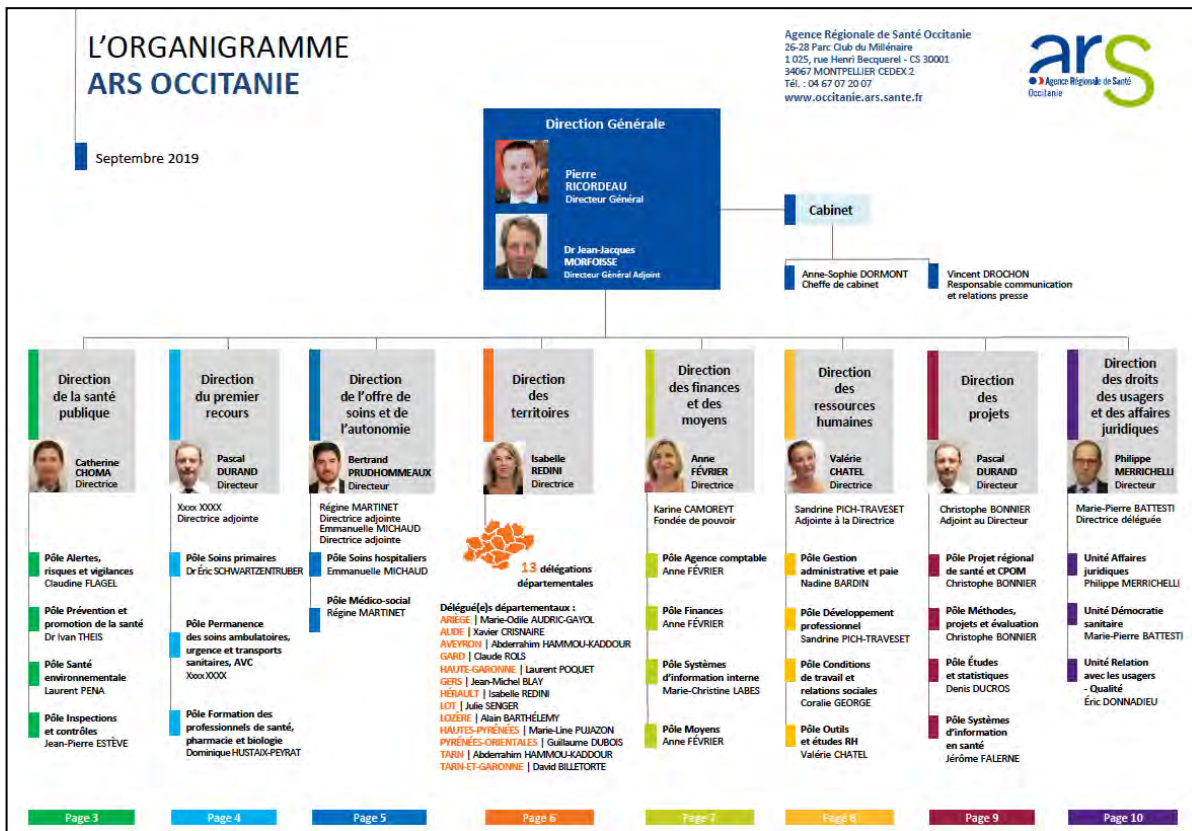 L'ORGANIGRAMME
ARS OCCITANIE
Septembre 2019
Agence Régionale de Santé Occitanie
26-28 Parc Club du Millénaire
1 025, rue Henri Becquerel - CS 30001
34067 MONTPELLIER CEDEX 2
Tél. : 04 67 07 20 07
www.occitanie.ars.sante.fr
ars
Agence Régionale de Santé
Occitanie
Direction Générale
Pierre
RICORDEAU
Directeur Général
Dr Jean-Jacques
MORFOISSE
Directeur Général Adjoint
Cabinet
Anne-Sophie DORMONT
Cheffe de cabinet
Vincent DROCHON
Responsable communication
et relations presse
Direction
de la santé
publique
Catherine
CHOMA
Directrice
Pôle Alertes,
risques et vigilances
Claudine FLAGEL
Pôle Prévention et
promotion de la santé
Dr Ivan THEIS
Pôle Santé
environnementale
Laurent PENA
Pôle Inspections
et contrôles
Jean-Pierre ESTÈVE
Page 3
Direction
du premier
recours
Pascal
DURAND
Directeur
Xxxx XXXX
Directrice adjointe
Pôle Soins primaires
Dr Éric SCHWARTZENTRUBER
Pôle Permanence
des soins ambulatoires,
urgence et transports
sanitaires, AVC
Xxxx XXXX
Pôle Formation des
professionnels de santé,
pharmacie et biologie
Dominique HUSTAIX-PEYRAT
Page 4
Direction
de l'offre de
soins et de
l'autonomie
Bertrand
PRUDHOMMEAUX
Directeur
Régine MARTINET
Directrice adjointe
Emmanuelle MICHAUD
Directrice adjointe
Pôle Soins hospitaliers
Emmanuelle MICHAUD
Pôle Médico-social
Régine MARTINET
Page 5
Direction
des
territoires
Isabelle
REDINI
Directrice
13 délégations
départementales
Délégué(e)s départementaux :
ARIÈGE | Marie-Odile AUDRIC-GAYOL
AUDE | Xavier CRISNAIRE
AVEYRON | Abderrahim HAMMOU-KADDOUR
GARD | Claude ROLS
HAUTE-GARONNE | Laurent POQUET
GERS | Jean-Michel BLAY
HÉRAULT | Isabelle REDINI
LOT | Julie SENGER
LOZÈRE | Alain BARTHÉLEMY
HAUTES-PYRÉNÉES | Marie-Line PUJAZON
PYRÉNÉES-ORIENTALES | Guillaume DUBOIS
TARN | Abderrahim HAMMOU-KADDOUR
TARN-ET-GARONNE | David BILLETORTE
Page 6
Direction
des finances
et des
moyens
Anne
FÉVRIER
Directrice
Karine CAMOREYT
Fondée de pouvoir
Pôle Agence comptable
Anne FÉVRIER
Pôle Finances
Anne FÉVRIER
Pôle Systèmes
d'information interne
Marie-Christine LABES
Pôle Moyens
Anne FÉVRIER
Page 7
Direction
des
ressources
humaines
Valérie
CHATEL
Directrice
Sandrine PICH-TRAVESET
Adjointe à la Directrice
Pôle Gestion
administrative et paie
Nadine BARDIN
Pôle Développement
professionnel
Sandrine PICH-TRAVESET
Pôle Conditions
de travail et
relations sociales
Coralie GEORGE
Pôle Outils
et études RH
Valérie CHATEL
Page 8
Direction
des
projets
Pascal
DURAND
Directeur
Christophe BONNIER
Adjoint au Directeur
Pôle Projet régional
de santé et CPOM
Christophe BONNIER
Pôle Méthodes,
projets et évaluation
Christophe BONNIER
Pôle Études
et statistiques
Denis DUCROS
Pôle Systèmes
d'information
en santé
Jérôme FALERNE
Page 9
Direction
des droits
des usagers
et des affaires
juridiques
Philippe
MERRICHELLI
Directeur
Marie-Pierre BATTESTI
Directrice déléguée
Unité Affaires
juridiques
Philippe MERRICHELLI
Unité Démocratie
sanitaire
Marie-Pierre BATTESTI
Unité Relation
avec les usagers
- Qualité
Éric DONNADIEU
Page 10